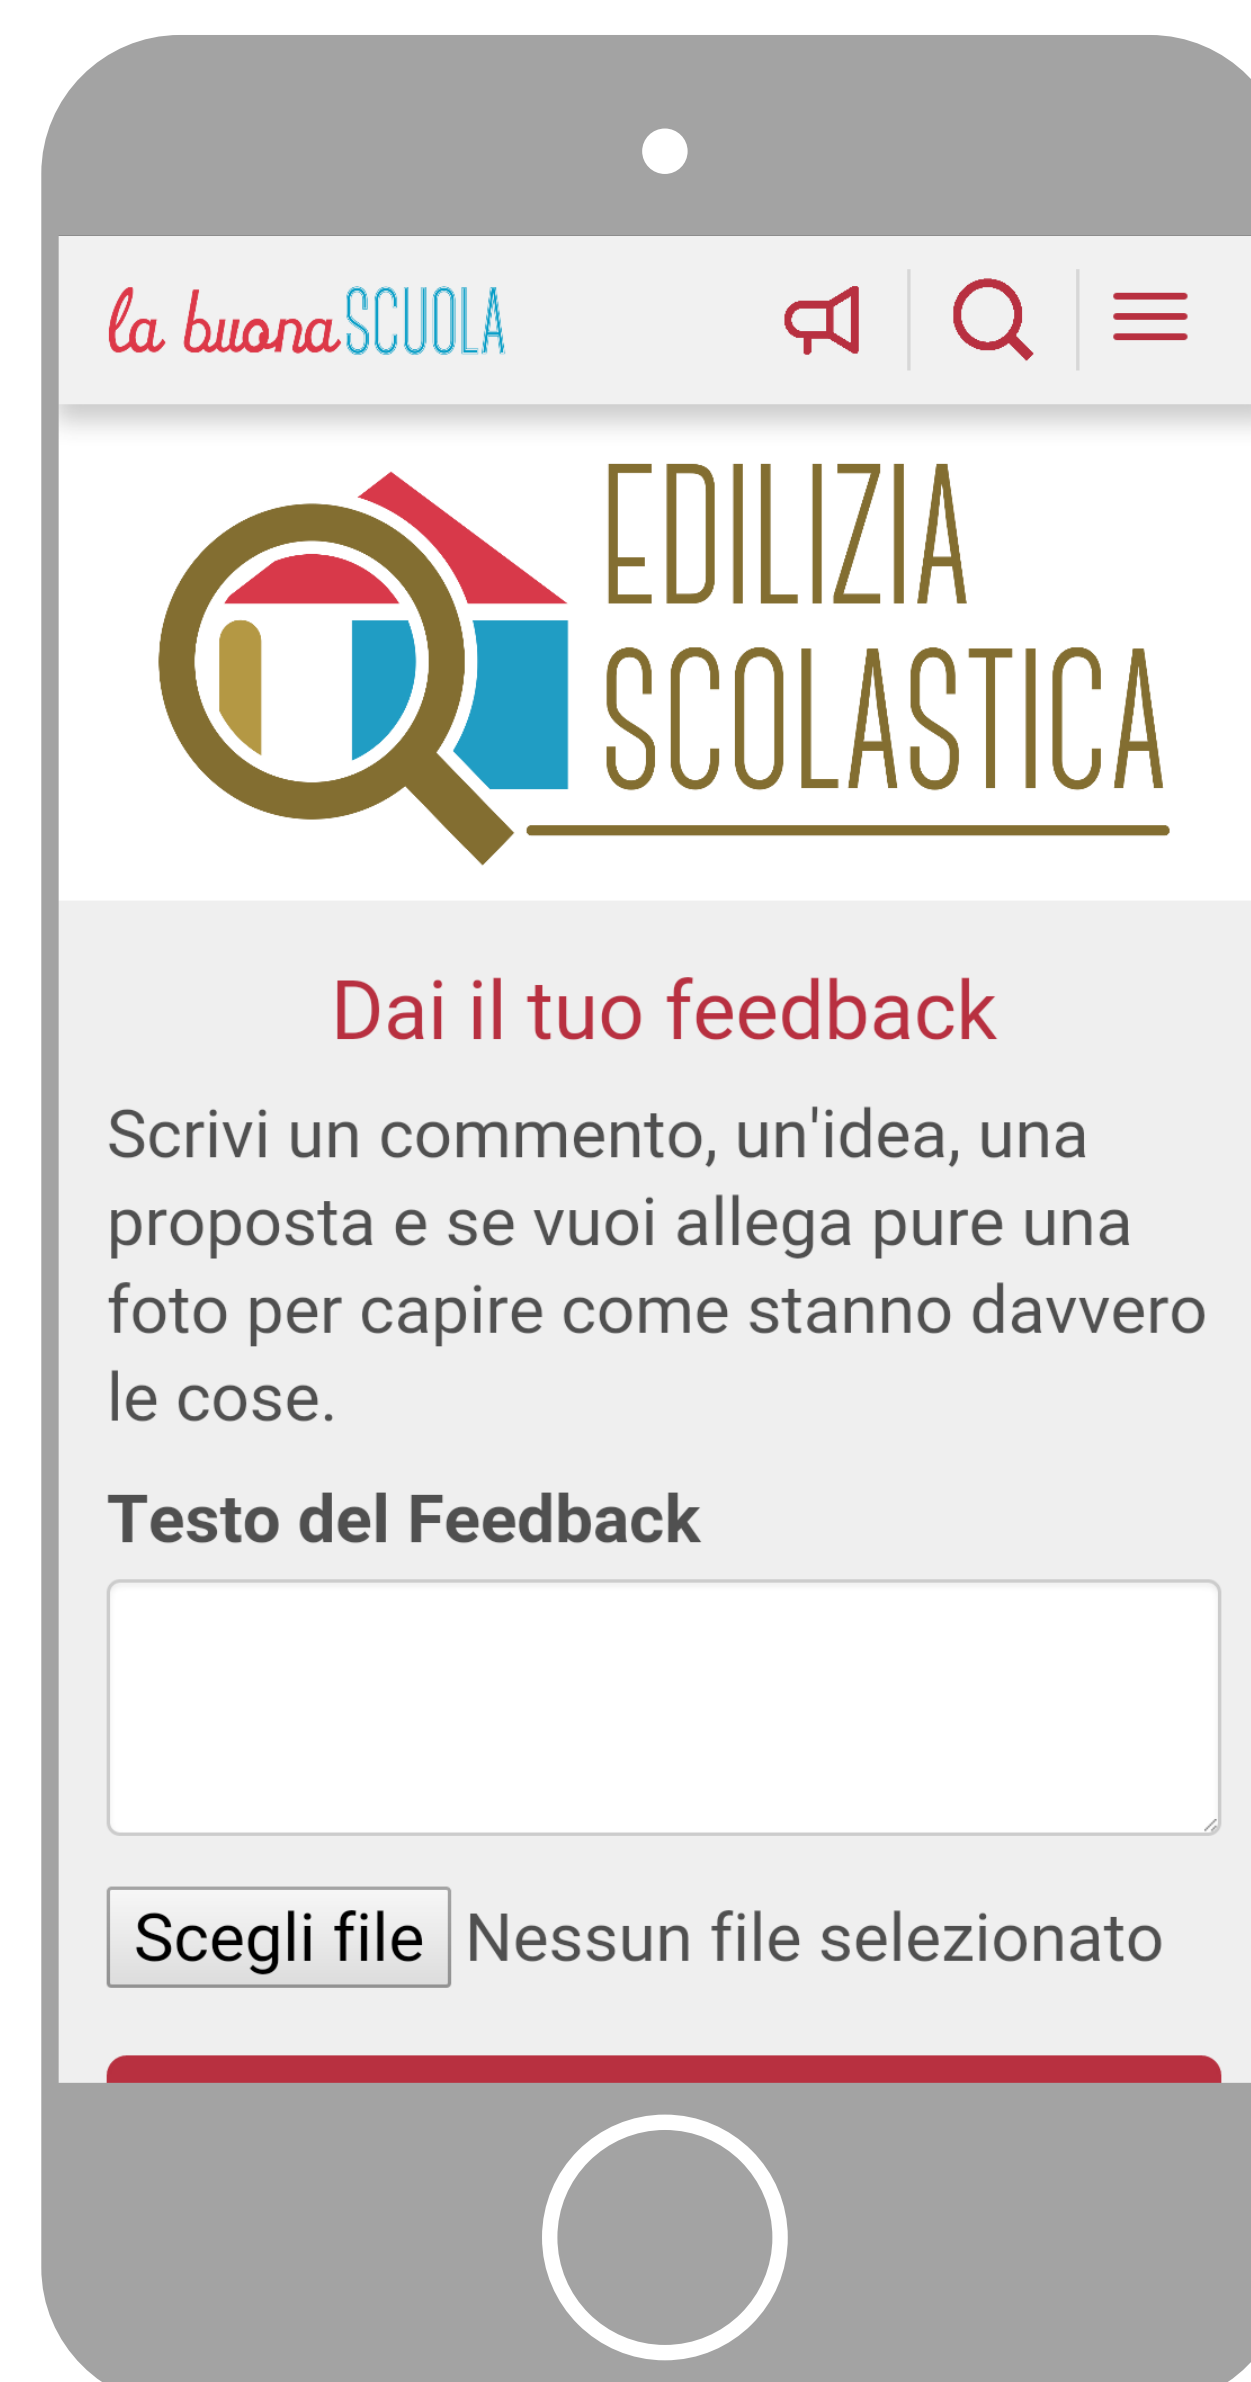 la buona SCUOLA
EDILIZIA
SCOLASTICA
Dai il tuo feedback
Scrivi un commento, un'idea, una
proposta e se vuoi allega pure una
foto per capire come stanno davvero
le cose.
Testo del Feedback
Scegli file Nessun file selezionato